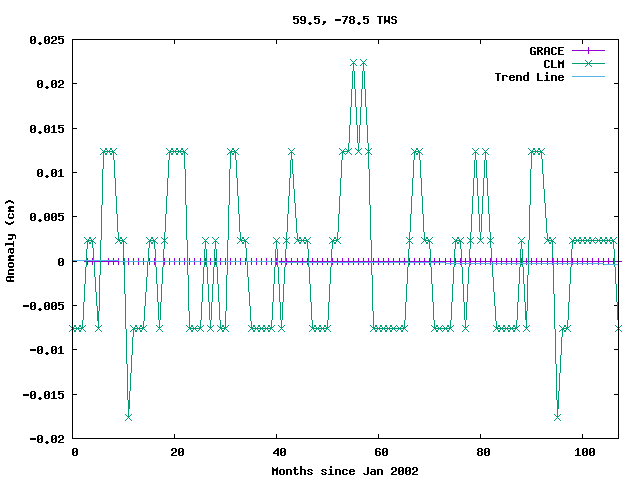 59.5, -78.5 TWS
GRACE
CLM
Trend Line
0.025
0.02
0.015
0.01
0.005
0
-0.005
-0.01
-0.015
-0.02
Anomaly (cm)
0 20 40 60 80 100
Months since Jan 2002